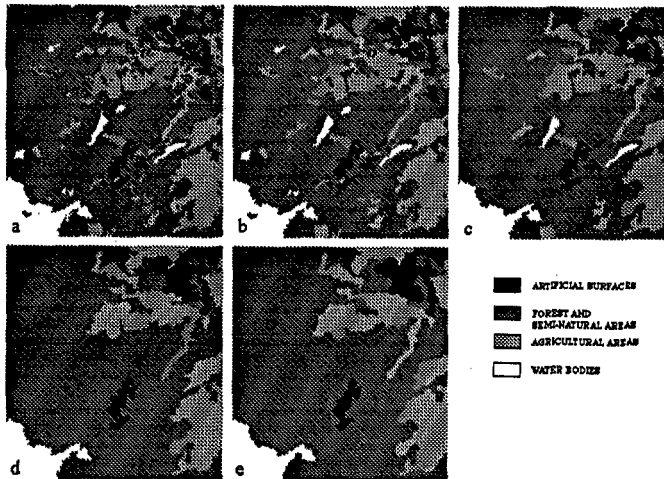 a
b
c
d
e
ARTIFICIAL SURFACES
FOREST AND
SEMI-NATURAL AREAS
AGRICULTURAL AREAS
WATER BODIES